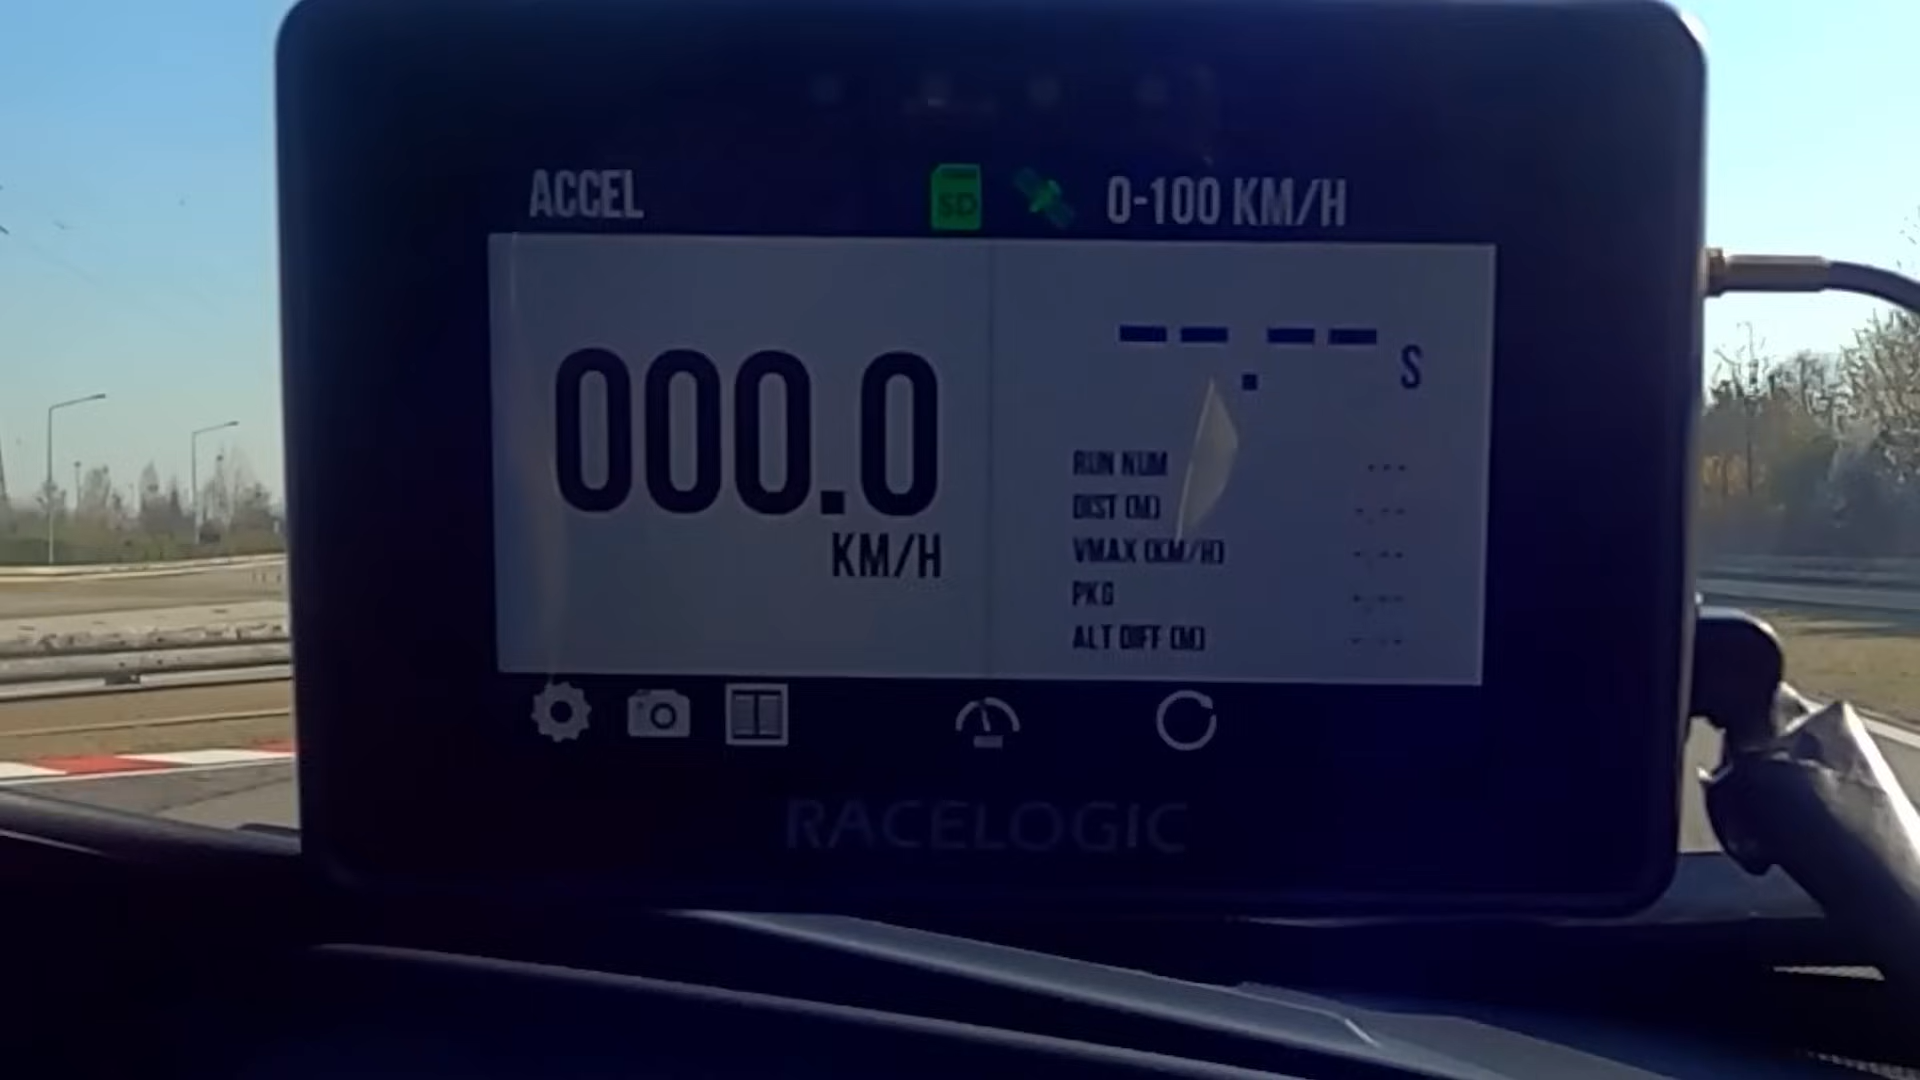 ACCEL
SD
0-100 KM/H
000.0
KM/H
--.-- S
RUN NUM ---
DIST (M) -.--
VMAX (KM/H) -.--
PKG -.--
ALT DIFF (M) -.--
RACELOGIC